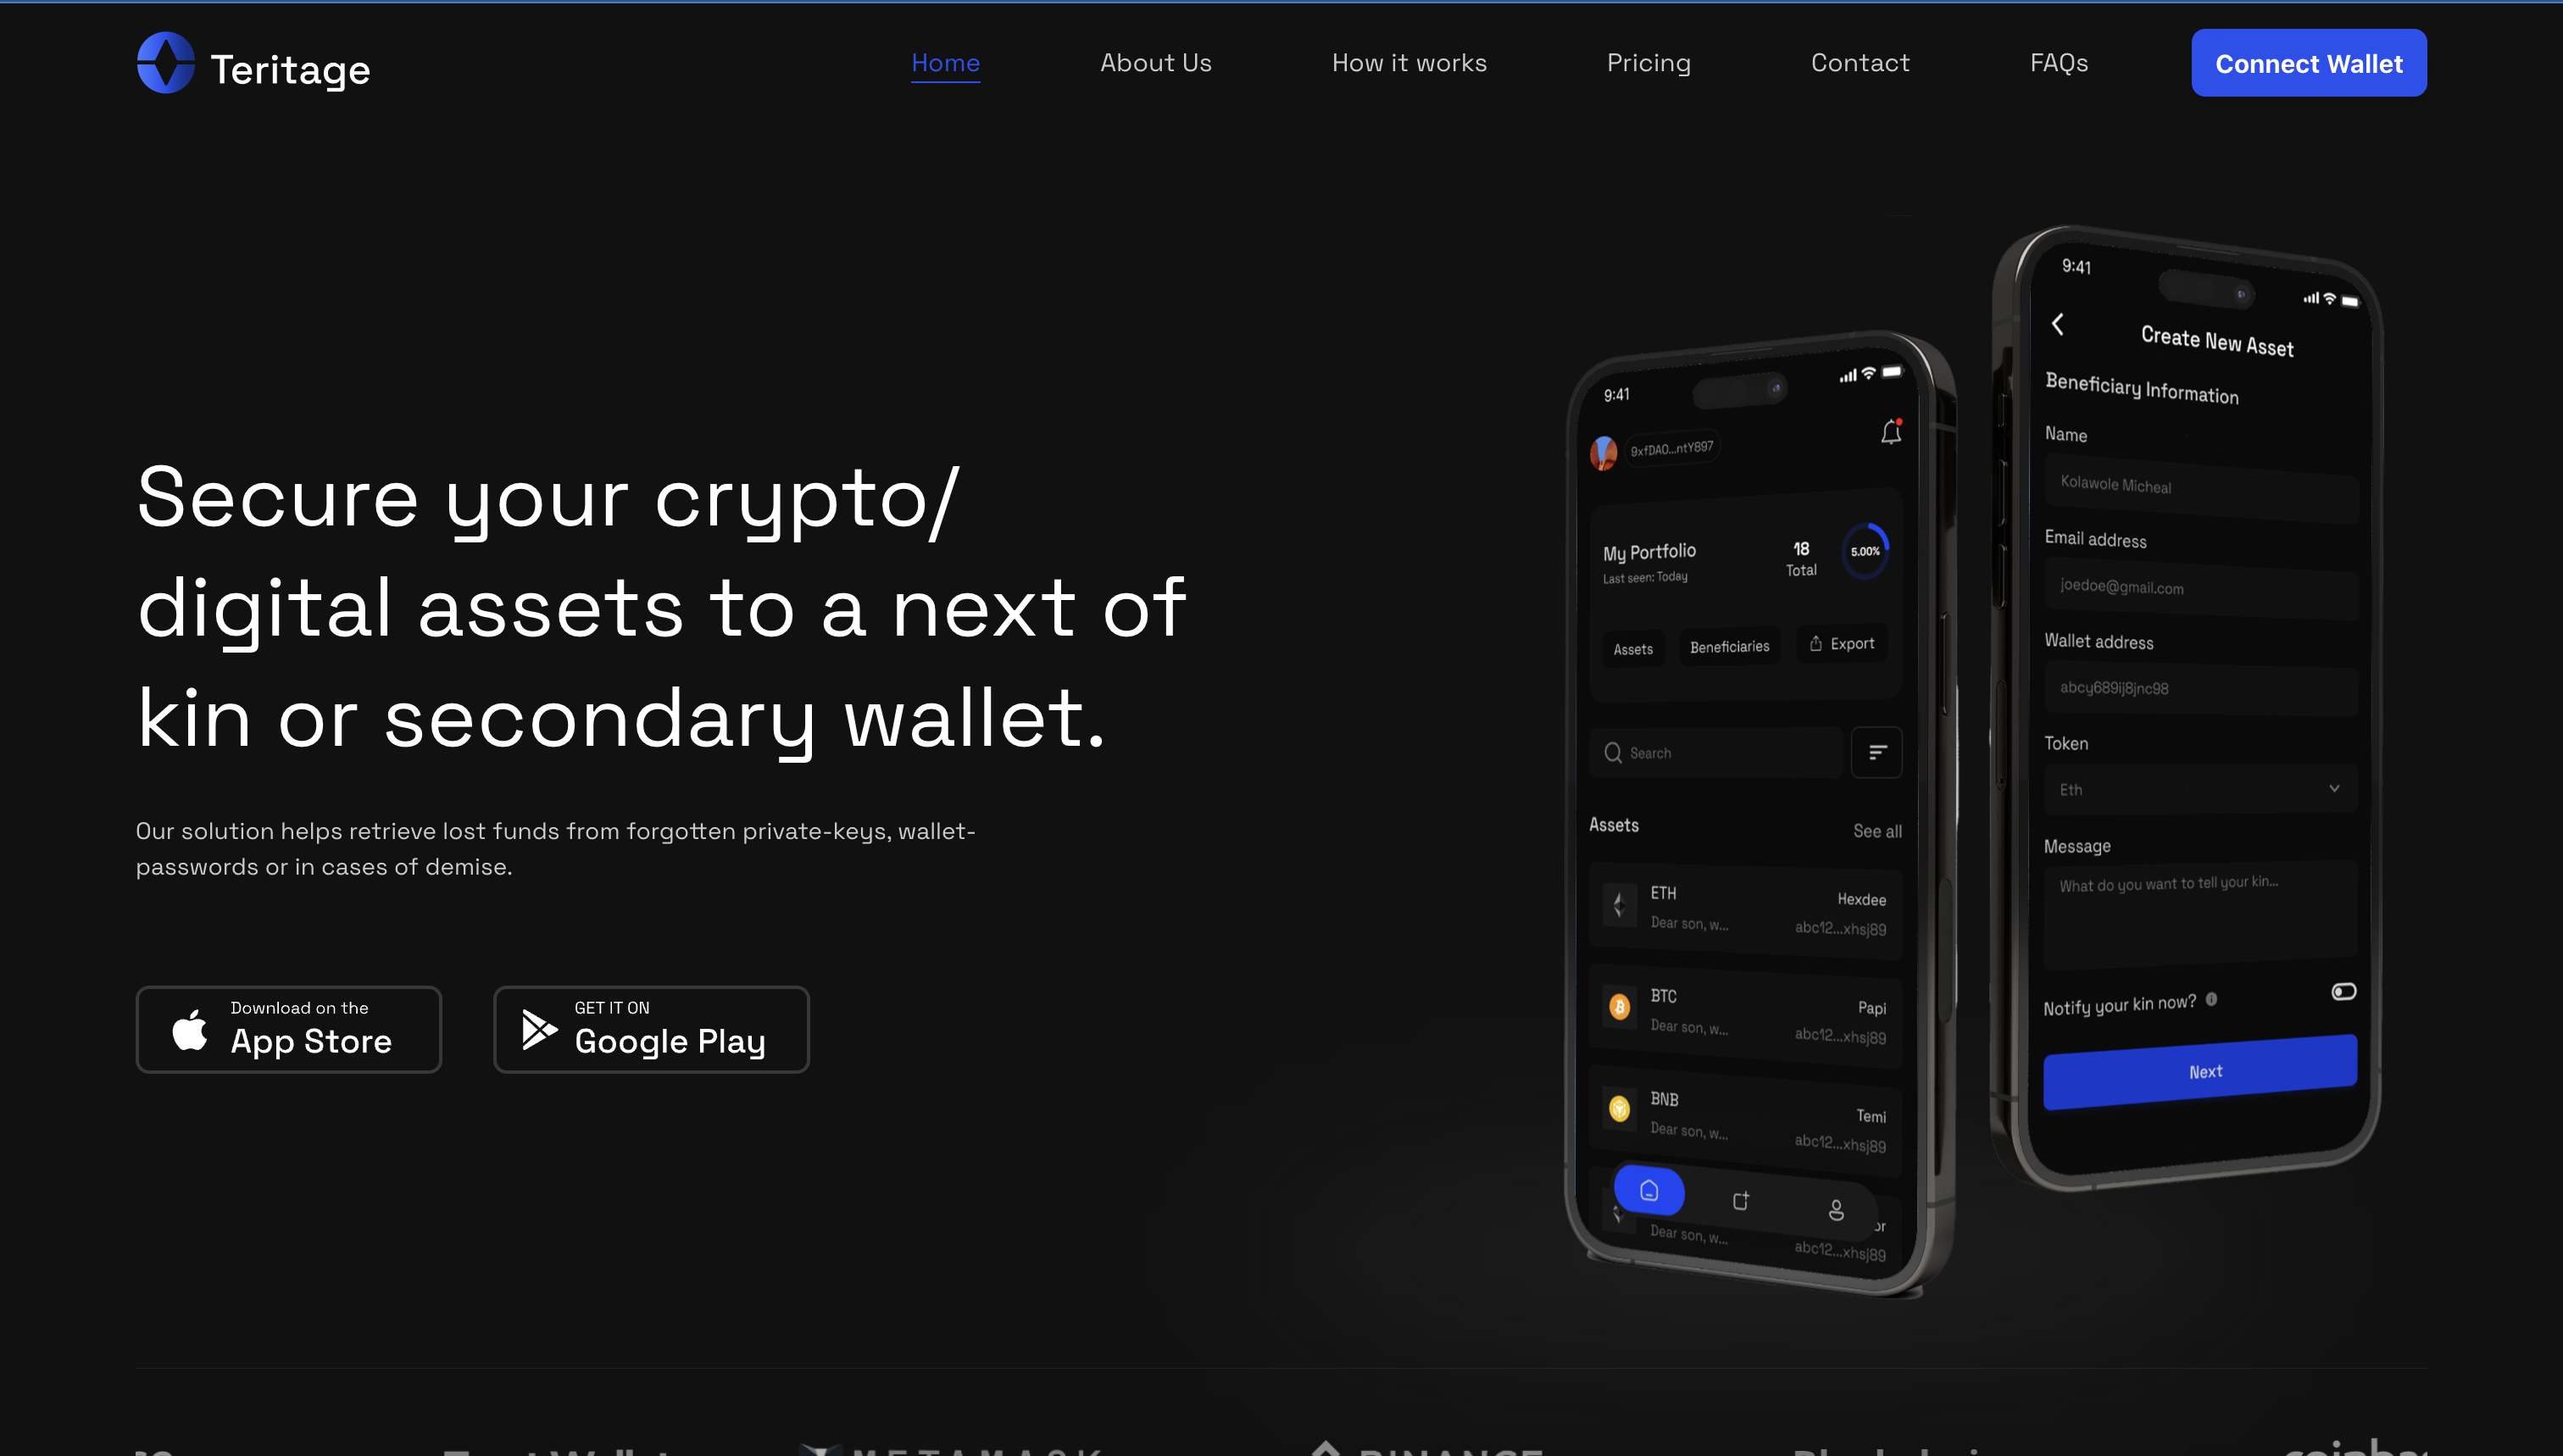 Teritage
Home
About Us
How it works
Pricing
Contact
FAQs
Connect Wallet
Secure your crypto/
digital assets to a next of
kin or secondary wallet.
Our solution helps retrieve lost funds from forgotten private-keys, wallet-
passwords or in cases of demise.
Download on the
App Store
GET IT ON
Google Play
9:41
9xfDAO...ntY897
My Portfolio
Last seen: Today
18
Total
5.00%
Assets
Beneficiaries
Export
Search
Assets
See all
ETH
Hexdee
Dear son, w...
abc12...xhsj89
BTC
Papi
Dear son, w...
abc12...xhsj89
BNB
Temi
Dear son, w...
abc12...xhsj89
Dear son, w...
abc12...xhsj89
9:41
Create New Asset
Beneficiary Information
Name
Kolawole Micheal
Email address
joedoe@gmail.com
Wallet address
abcy689ij8jnc98
Token
Eth
Message
What do you want to tell your kin...
Notify your kin now?
Next
METAMASK
BINANCE